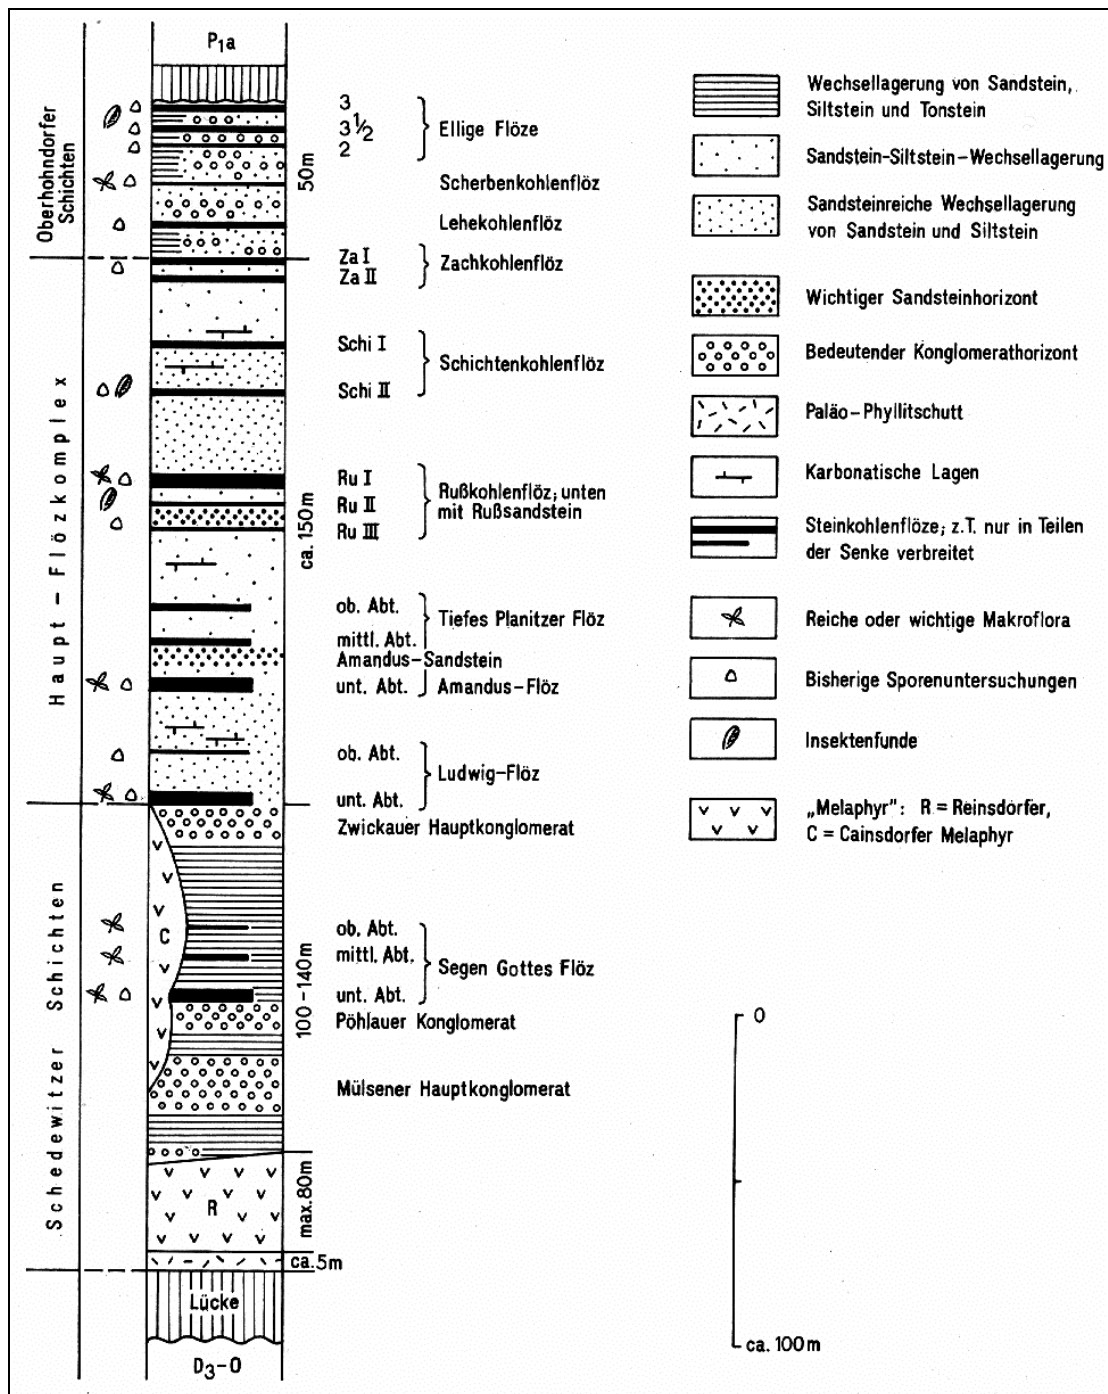 P₁a
Oberhohndorfer
Schichten
50m
3
3 1/2
2
Ellige Flöze
Scherbenkohlenflöz
Lehekohlenflöz
Za I
Za II
Zachkohlenflöz
Haupt-Flözkomplex
ca. 150m
Schi I
Schi II
Schichtenkohlenflöz
Ru I
Ru II
Ru III
Rußkohlenflöz; unten
mit Rußsandstein
ob. Abt.
mittl. Abt.
Tiefes Planitzer Flöz
Amandus-Sandstein
unt. Abt.
Amandus-Flöz
ob. Abt.
unt. Abt.
Ludwig-Flöz
Zwickauer Hauptkonglomerat
Schedewitzer Schichten
100-140m
C
ob. Abt.
mittl. Abt.
unt. Abt.
Segen Gottes Flöz
Pöhlauer Konglomerat
Mülsener Hauptkonglomerat
max. 80m
R
ca. 5m
Lücke
D₃-O
Wechsellagerung von Sandstein,
Siltstein und Tonstein
Sandstein-Siltstein-Wechsellagerung
Sandsteinreiche Wechsellagerung
von Sandstein und Siltstein
Wichtiger Sandsteinhorizont
Bedeutender Konglomerathorizont
Paläo-Phyllitschutt
Karbonatische Lagen
Steinkohlenflöze; z.T. nur in Teilen
der Senke verbreitet
Reiche oder wichtige Makroflora
Bisherige Sporenuntersuchungen
Insektenfunde
„Melaphyr": R = Reinsdorfer,
C = Cainsdorfer Melaphyr
0
ca. 100m